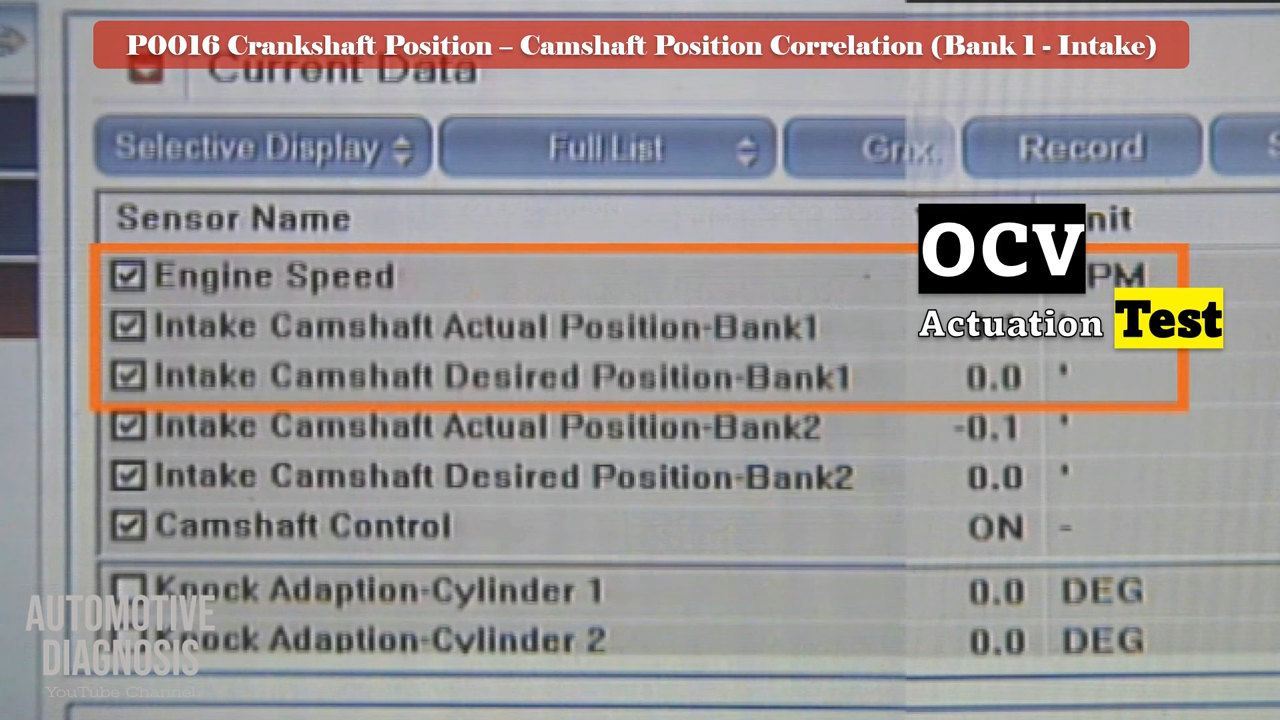 P0016 Crankshaft Position – Camshaft Position Correlation (Bank 1 - Intake)
Current Data
Selective Display
Full List
Record
Sensor Name
OCV
Engine Speed
Actuation Test
Intake Camshaft Actual Position-Bank1
Intake Camshaft Desired Position-Bank1 0.0 '
Intake Camshaft Actual Position-Bank2 -0.1 '
Intake Camshaft Desired Position-Bank2 0.0 '
Camshaft Control ON -
Knock Adaption-Cylinder 1 0.0 DEG
Knock Adaption-Cylinder 2 0.0 DEG
AUTOMOTIVE
DIAGNOSIS
YouTube Channel